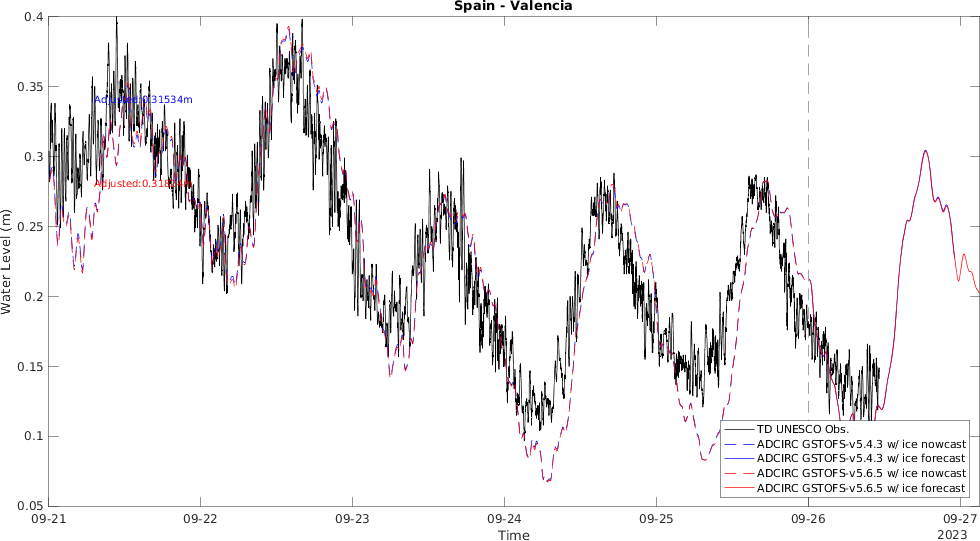 Spain - Valencia
Water Level (m)
0.4
0.35
0.3
0.25
0.2
0.15
0.1
0.05
Adjusted:0.31534m
TD UNESCO Obs.
ADCIRC GSTOFS-v5.4.3 w/ ice nowcast
ADCIRC GSTOFS-v5.4.3 w/ ice forecast
ADCIRC GSTOFS-v5.6.5 w/ ice nowcast
ADCIRC GSTOFS-v5.6.5 w/ ice forecast
09-21 09-22 09-23 09-24 09-25 09-26 09-27
Time
2023